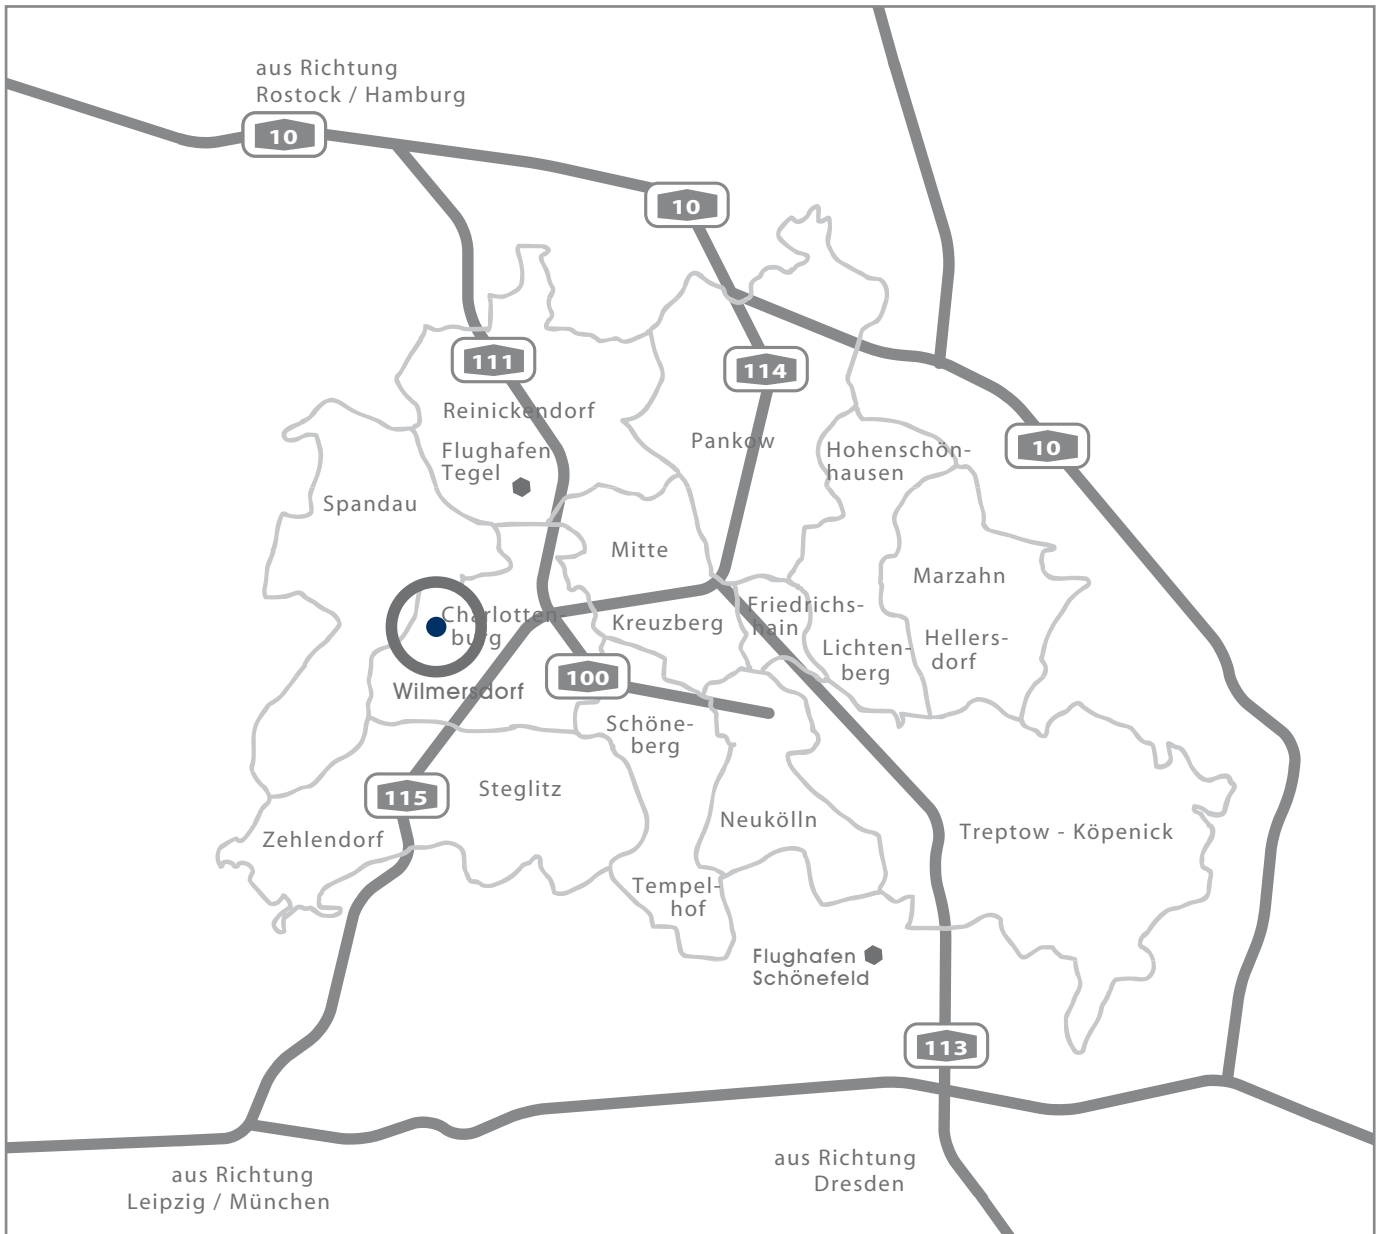 aus Richtung
Rostock / Hamburg
10
10
111
114
Reinickendorf
Pankow
10
Flughafen
Tegel
Hohenschön-
hausen
Spandau
Mitte
Marzahn
Charlotten-
burg
Kreuzberg
Friedrichs-
hain
Lichten-
berg
Hellers-
dorf
100
Wilmersdorf
Schöne-
berg
115
Steglitz
Neukölln
Treptow - Köpenick
Zehlendorf
Tempel-
hof
Flughafen
Schönefeld
113
aus Richtung
Leipzig / München
aus Richtung
Dresden